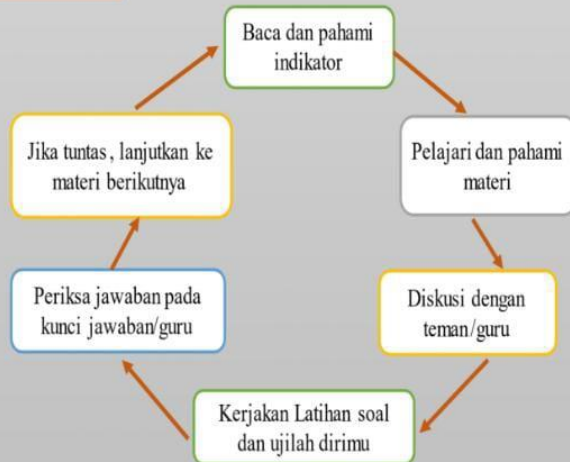 Baca dan pahami
indikator
Pelajari dan pahami
materi
Diskusi dengan
teman/guru
Kerjakan Latihan soal
dan ujilah dirimu
Periksa jawaban pada
kunci jawaban/guru
Jika tuntas , lanjutkan ke
materi berikutnya